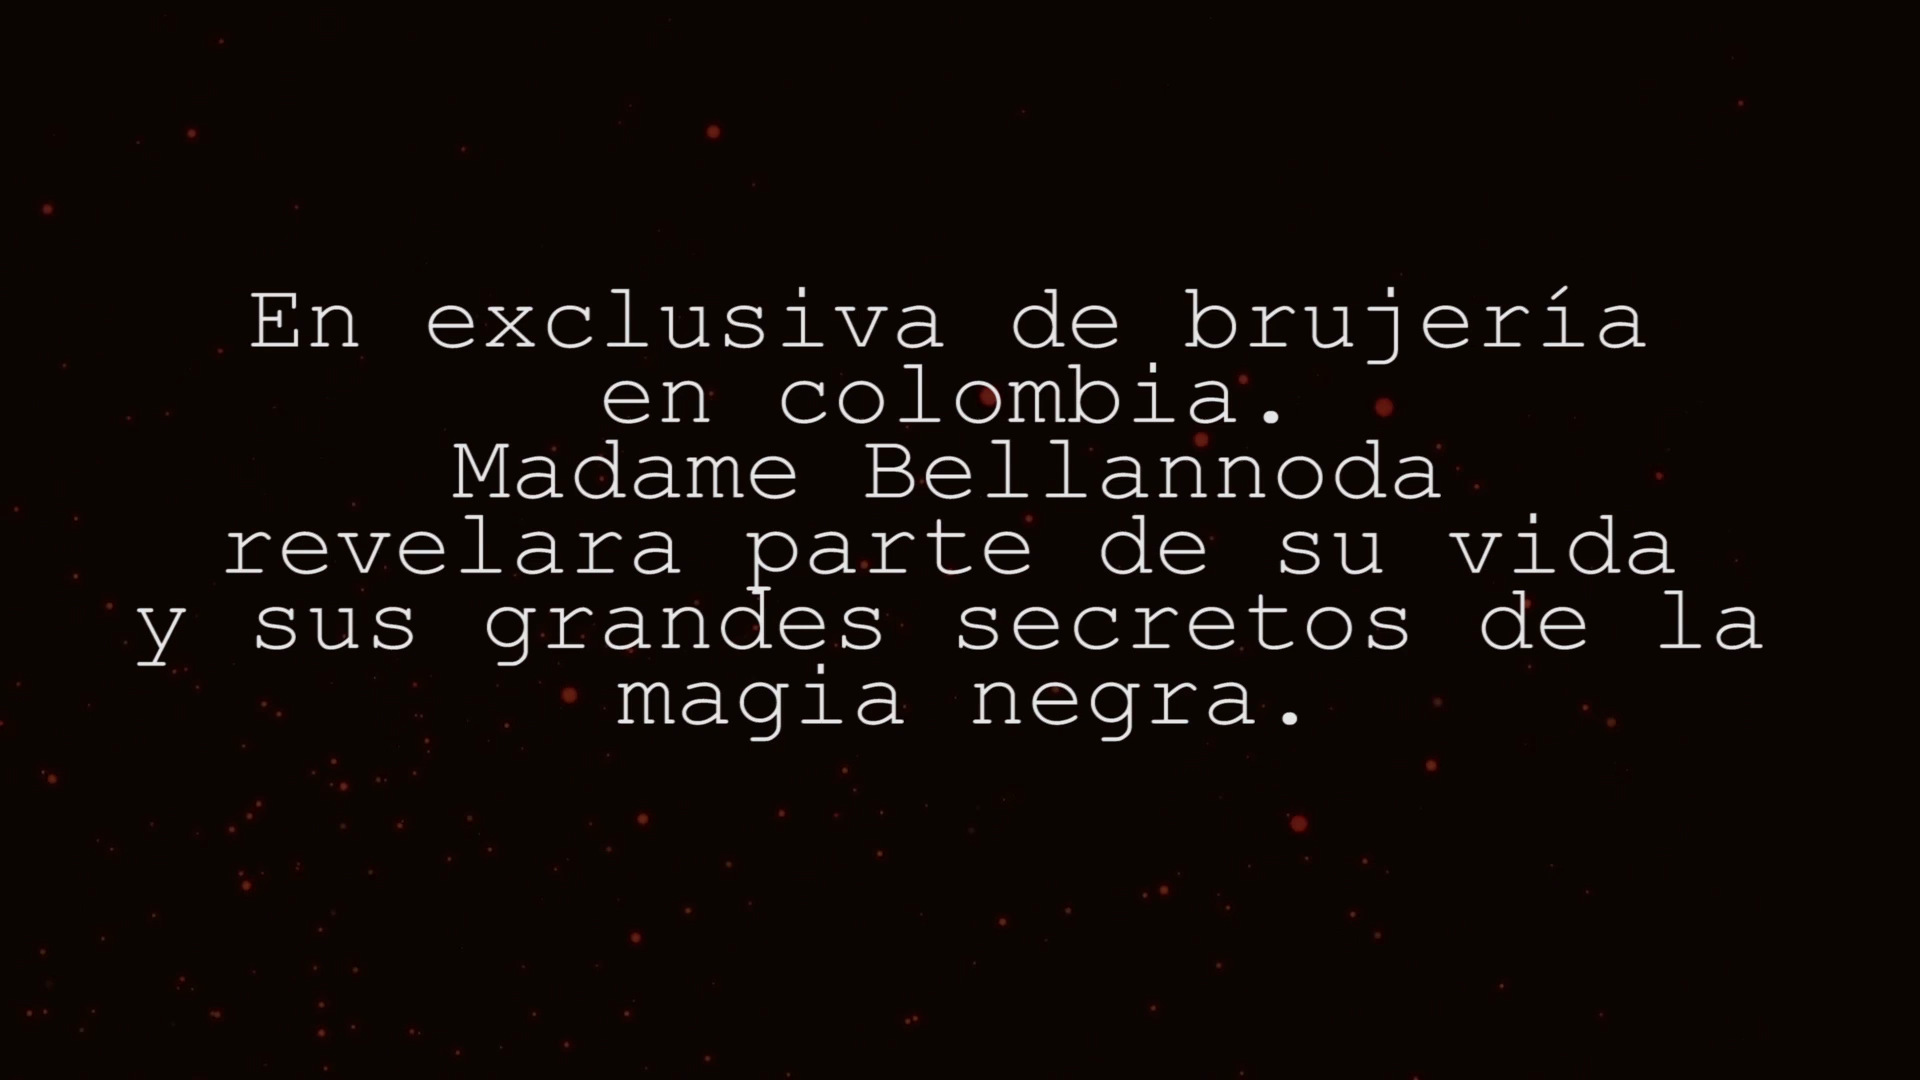 En exclusiva de brujería
en colombia.
Madame Bellannoda
revelara parte de su vida
y sus grandes secretos de la
magia negra.